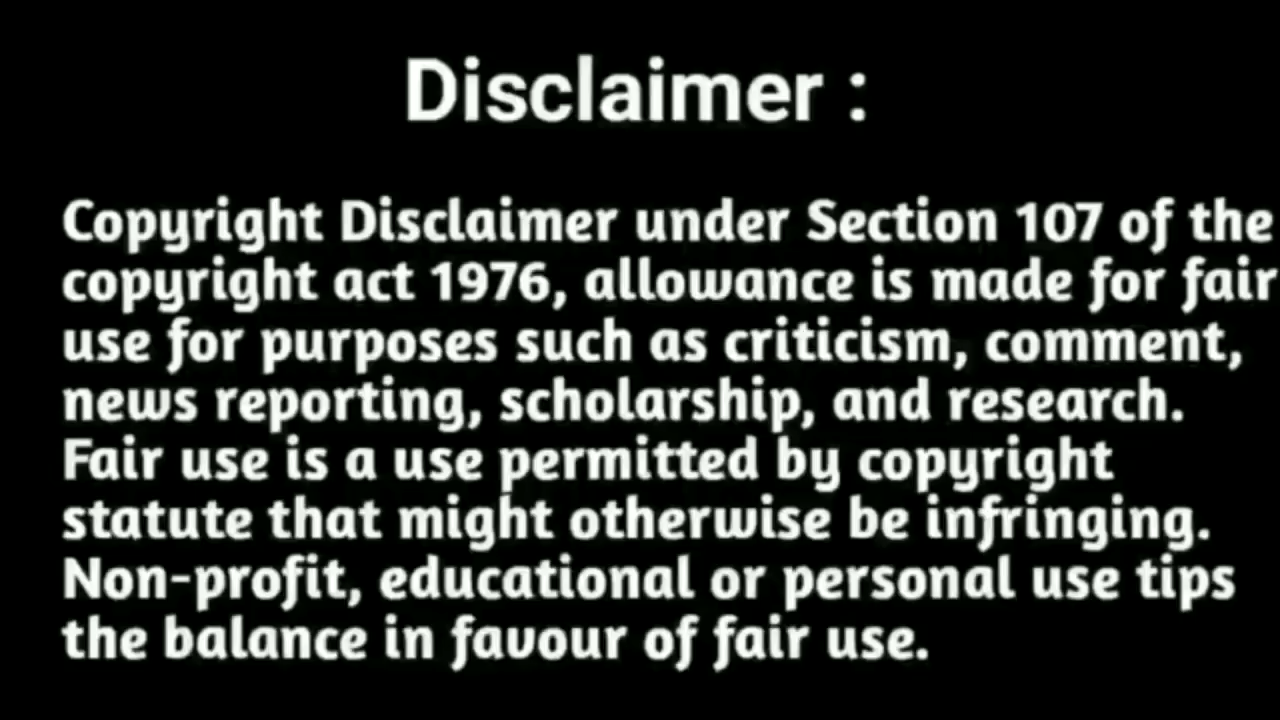 Disclaimer :
Copyright Disclaimer under Section 107 of the
copyright act 1976, allowance is made for fair
use for purposes such as criticism, comment,
news reporting, scholarship, and research.
Fair use is a use permitted by copyright
statute that might otherwise be infringing.
Non-profit, educational or personal use tips
the balance in favour of fair use.